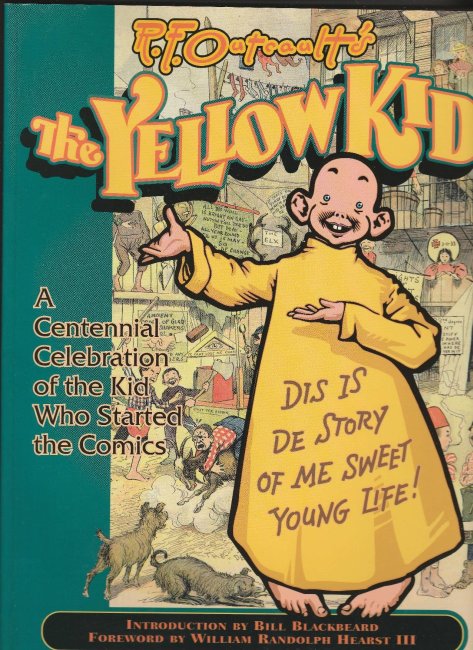 R.F. Outcault's
The YELLOW KID
A
Centennial
Celebration
of the Kid
Who Started
the Comics
DIS IS
DE STORY
OF ME SWEET
YOUNG LIFE!
INTRODUCTION BY BILL BLACKBEARD
FOREWORD BY WILLIAM RANDOLPH HEARST III